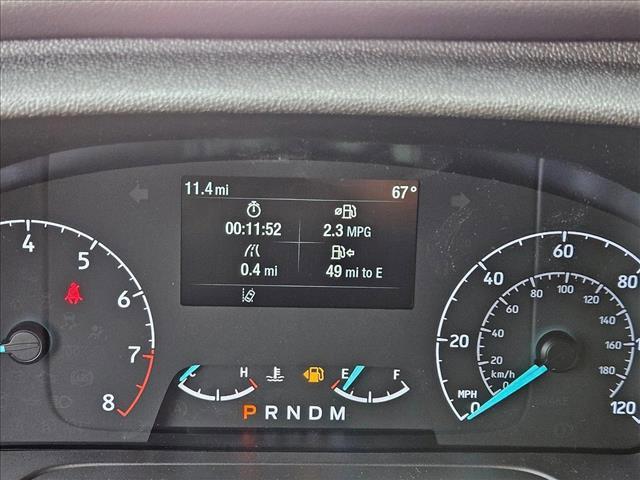 11.4 mi 67°
00:11:52 2.3 MPG
0.4 mi 49 mi to E
4 5 6 7 8
H
E F
P R N D M
0 20 40 60 80 120
MPH
0 20 40 60 80 100 120 140 160 180
km/h